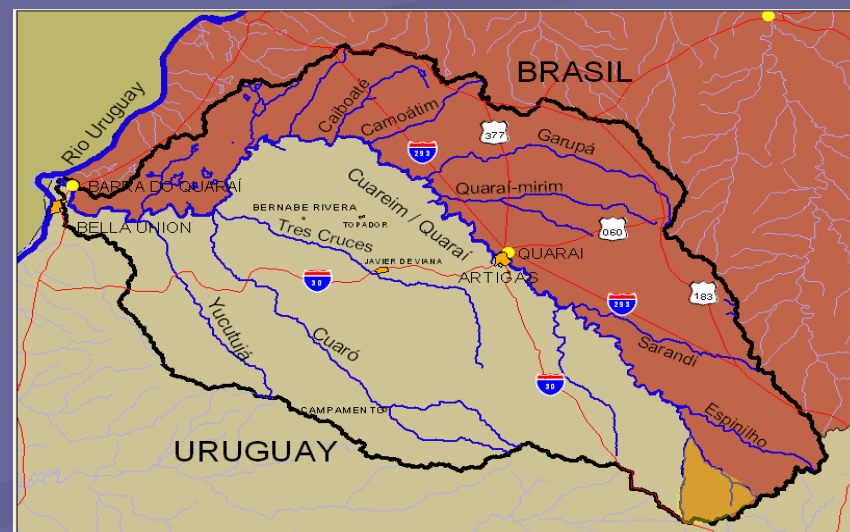 BRASIL
Rio Uruguay
Caiboaté
Camoátim
377
293
Garupá
BARRA DO QUARAÍ
Quaraí-mirim
BELLA UNION
BERNABE RIVERA
TOPADOR
Cuareim / Quaraí
060
Tres Cruces
JAVIER DE VIANA
QUARAI
ARTIGAS
30
183
293
Yucutujá
Cuaró
Sarandi
30
CAMPAMENTO
Espinilho
URUGUAY